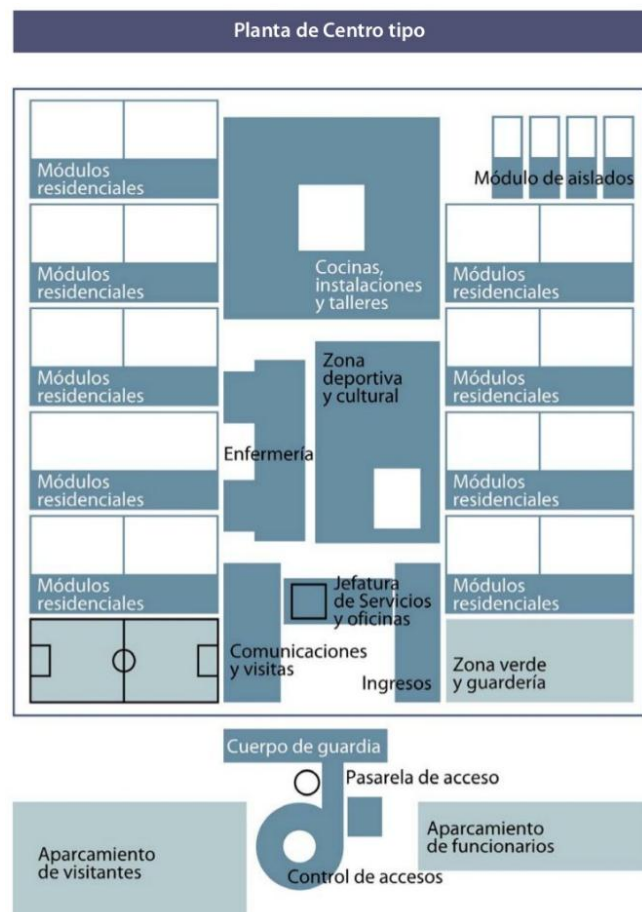 Planta de Centro tipo
Módulos
residenciales
Módulo de aislados
Cocinas,
instalaciones
y talleres
Módulos
residenciales
Módulos
residenciales
Zona
deportiva
y cultural
Módulos
residenciales
Módulos
residenciales
Enfermería
Módulos
residenciales
Módulos
residenciales
Módulos
residenciales
Jefatura
de Servicios
y oficinas
Módulos
residenciales
Comunicaciones
y visitas
Ingresos
Zona verde
y guardería
Cuerpo de guardia
Pasarela de acceso
Aparcamiento
de visitantes
Control de accesos
Aparcamiento
de funcionarios